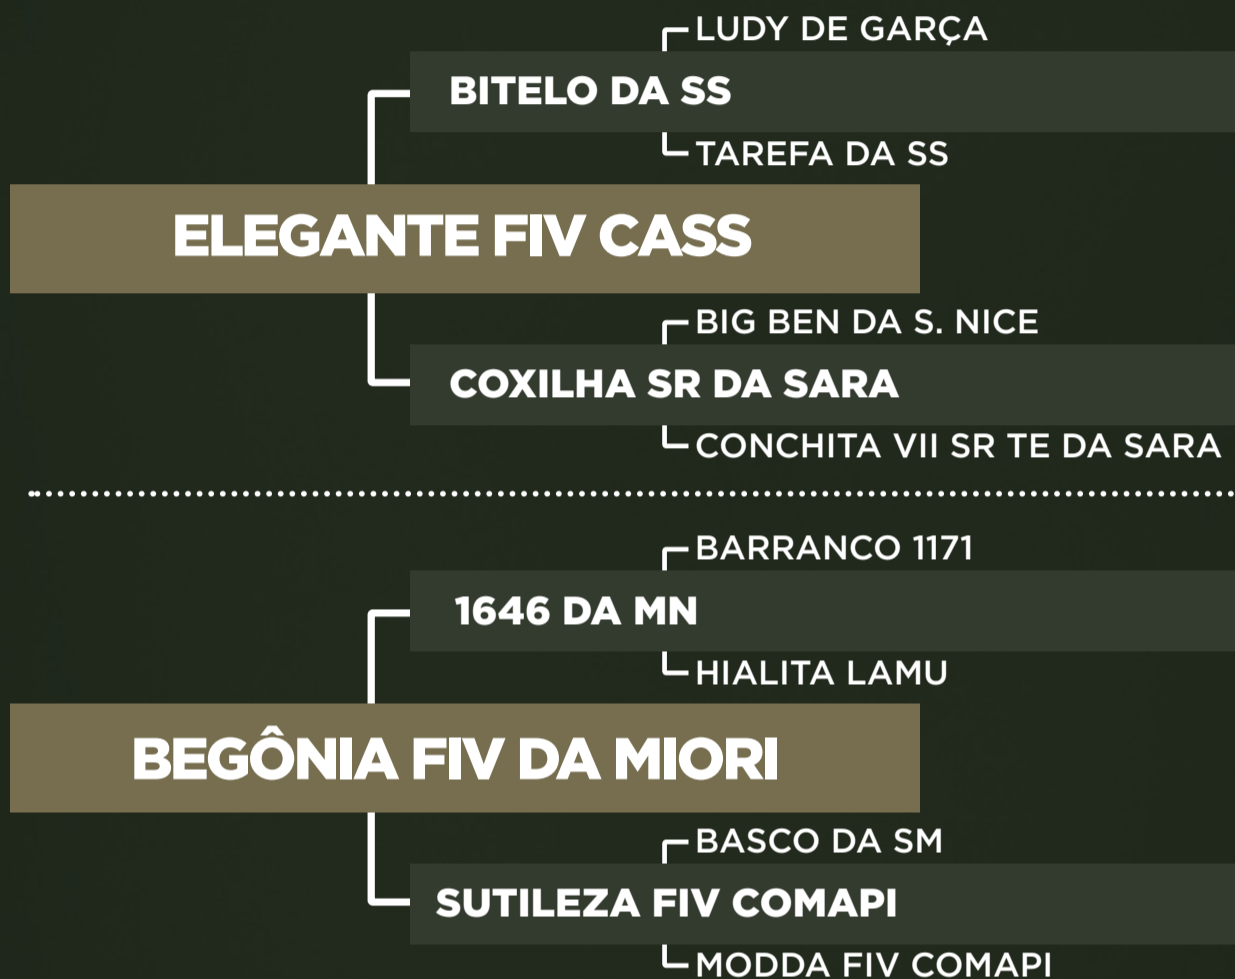 LUDY DE GARÇA
BITELO DA SS
TAREFA DA SS
ELEGANTE FIV CASS
BIG BEN DA S. NICE
COXILHA SR DA SARA
CONCHITA VII SR TE DA SARA
BARRANCO 1171
1646 DA MN
HIALITA LAMU
BEGÔNIA FIV DA MIORI
BASCO DA SM
SUTILEZA FIV COMAPI
MODDA FIV COMAPI